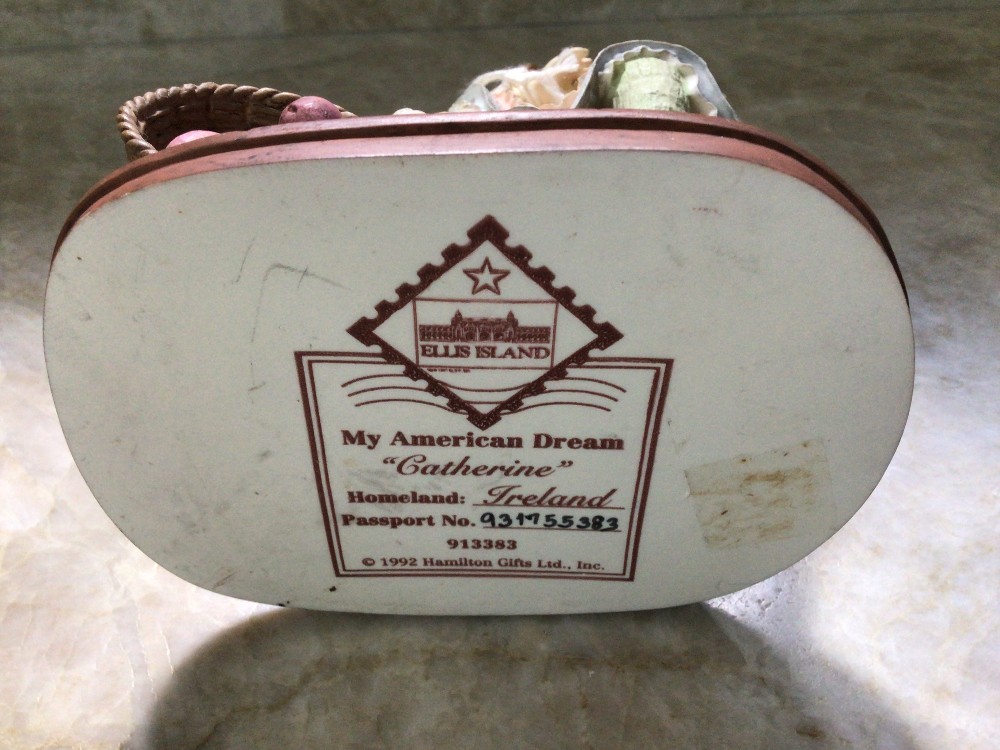 ELLIS ISLAND
My American Dream
“Catherine”
Homeland: Ireland
Passport No. 931755383
913383
© 1992 Hamilton Gifts Ltd., Inc.